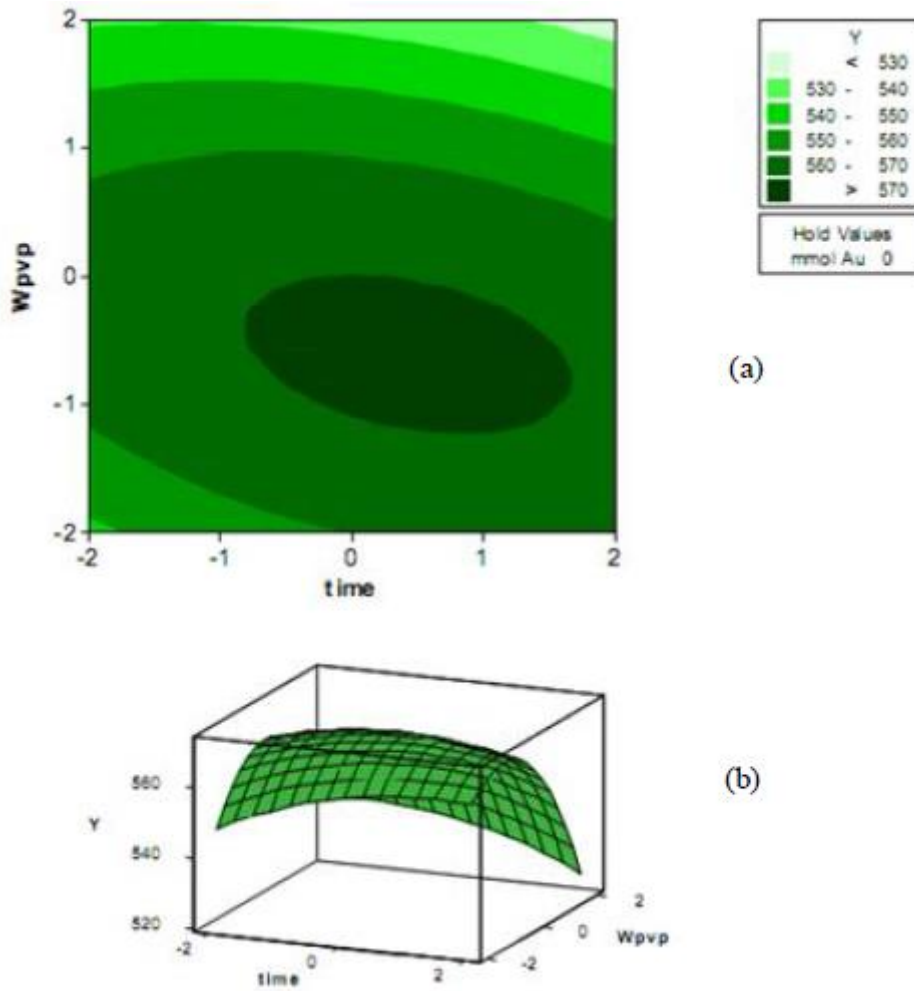 2
1
0
-1
-2
Wpvp
-2 -1 0 1 2
time
Y
< 530
530 - 540
540 - 550
550 - 560
560 - 570
> 570
Hold Values
mmol Au 0
(a)
560
Y
540
520
-2
0
2
time
-2
0
2
Wpvp
(b)